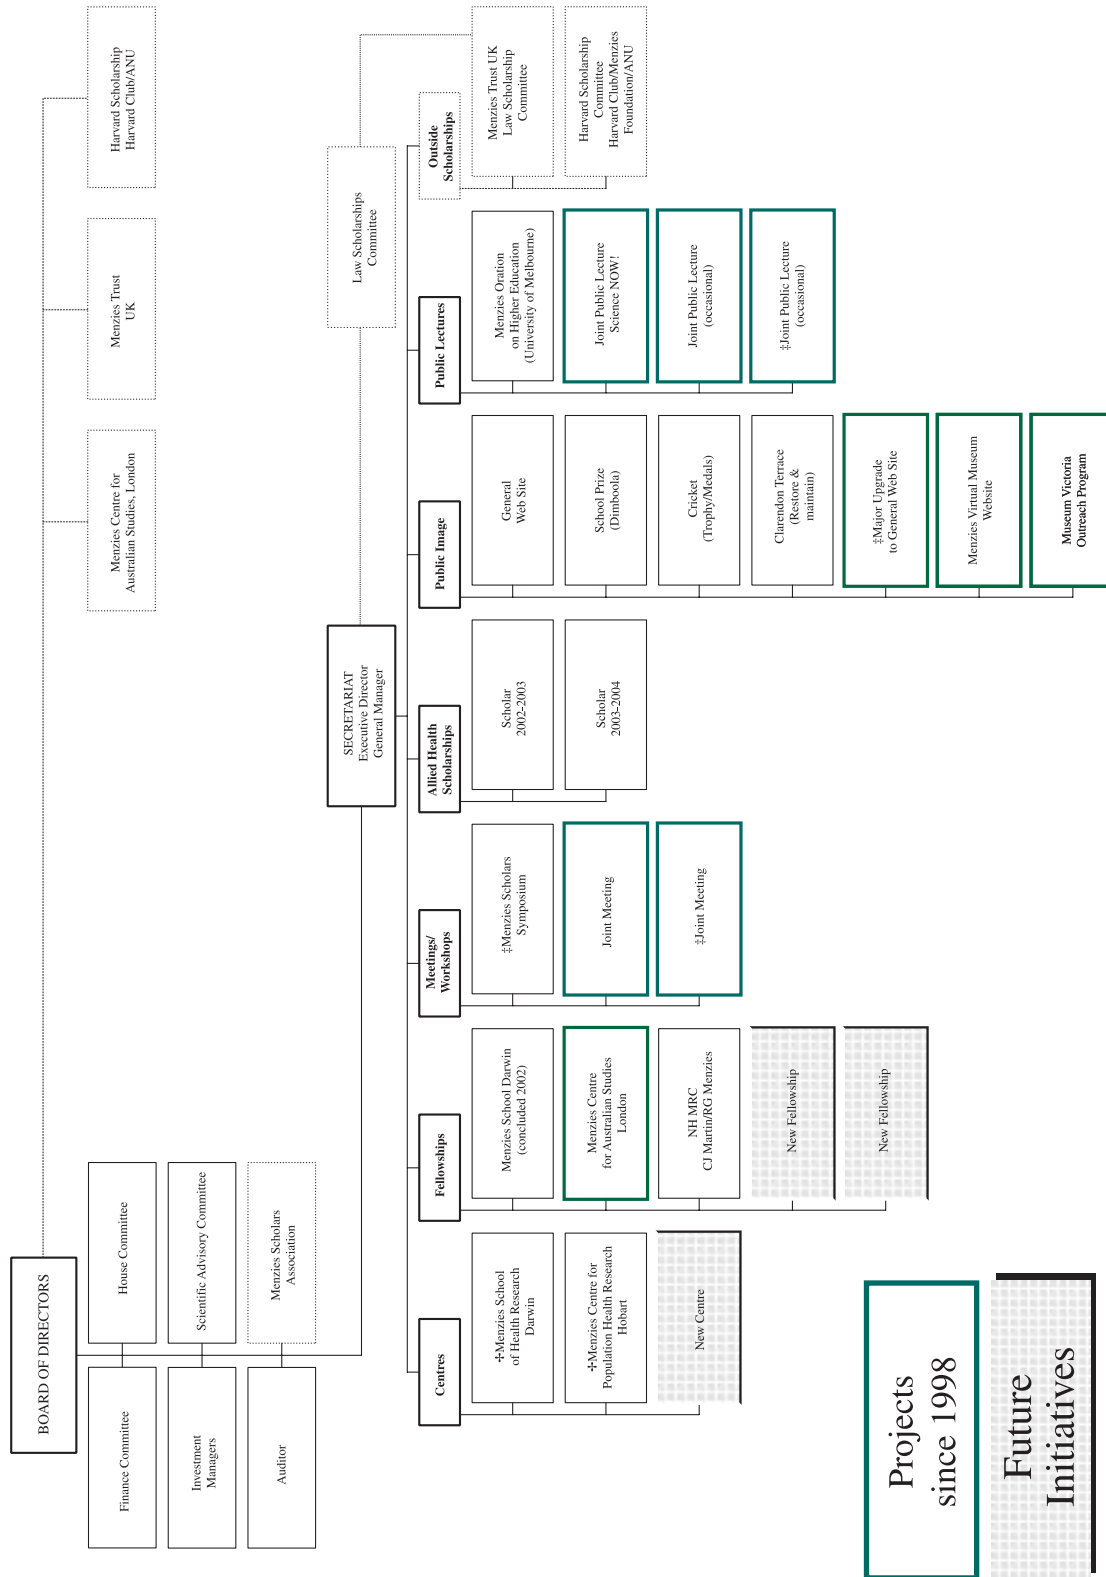 BOARD OF DIRECTORS
Finance Committee
House Committee
Investment
Managers
Scientific Advisory Committee
Auditor
Menzies Scholars
Association
Menzies Centre for
Australian Studies, London
Menzies Trust
UK
Harvard Scholarship
Harvard Club/ANU
SECRETARIAT
Executive Director
General Manager
Law Scholarships
Committee
Centres
✢Menzies School
of Health Research
Darwin
✢Menzies Centre for
Population Health Research
Hobart
New Centre
Fellowships
Menzies School Darwin
(concluded 2002)
Menzies Centre
for Australian Studies
London
NH MRC
CJ Martin/RG Menzies
New Fellowship
New Fellowship
Meetings/
Workshops
‡Menzies Scholars
Symposium
Joint Meeting
‡Joint Meeting
Allied Health
Scholarships
Scholar
2002-2003
Scholar
2003-2004
Public Image
General
Web Site
School Prize
(Dimboola)
Cricket
(Trophy/Medals)
Clarendon Terrace
(Restore &
maintain)
‡Major Upgrade
to General Web Site
Menzies Virtual Museum
Website
Museum Victoria
Outreach Program
Public Lectures
Menzies Oration
on Higher Education
(University of Melbourne)
Joint Public Lecture
Science NOW!
Joint Public Lecture
(occasional)
‡Joint Public Lecture
(occasional)
Outside
Scholarships
Menzies Trust UK
Law Scholarship
Committee
Harvard Scholarship
Committee
Harvard Club/Menzies
Foundation/ANU
Projects
since 1998
Future
Initiatives